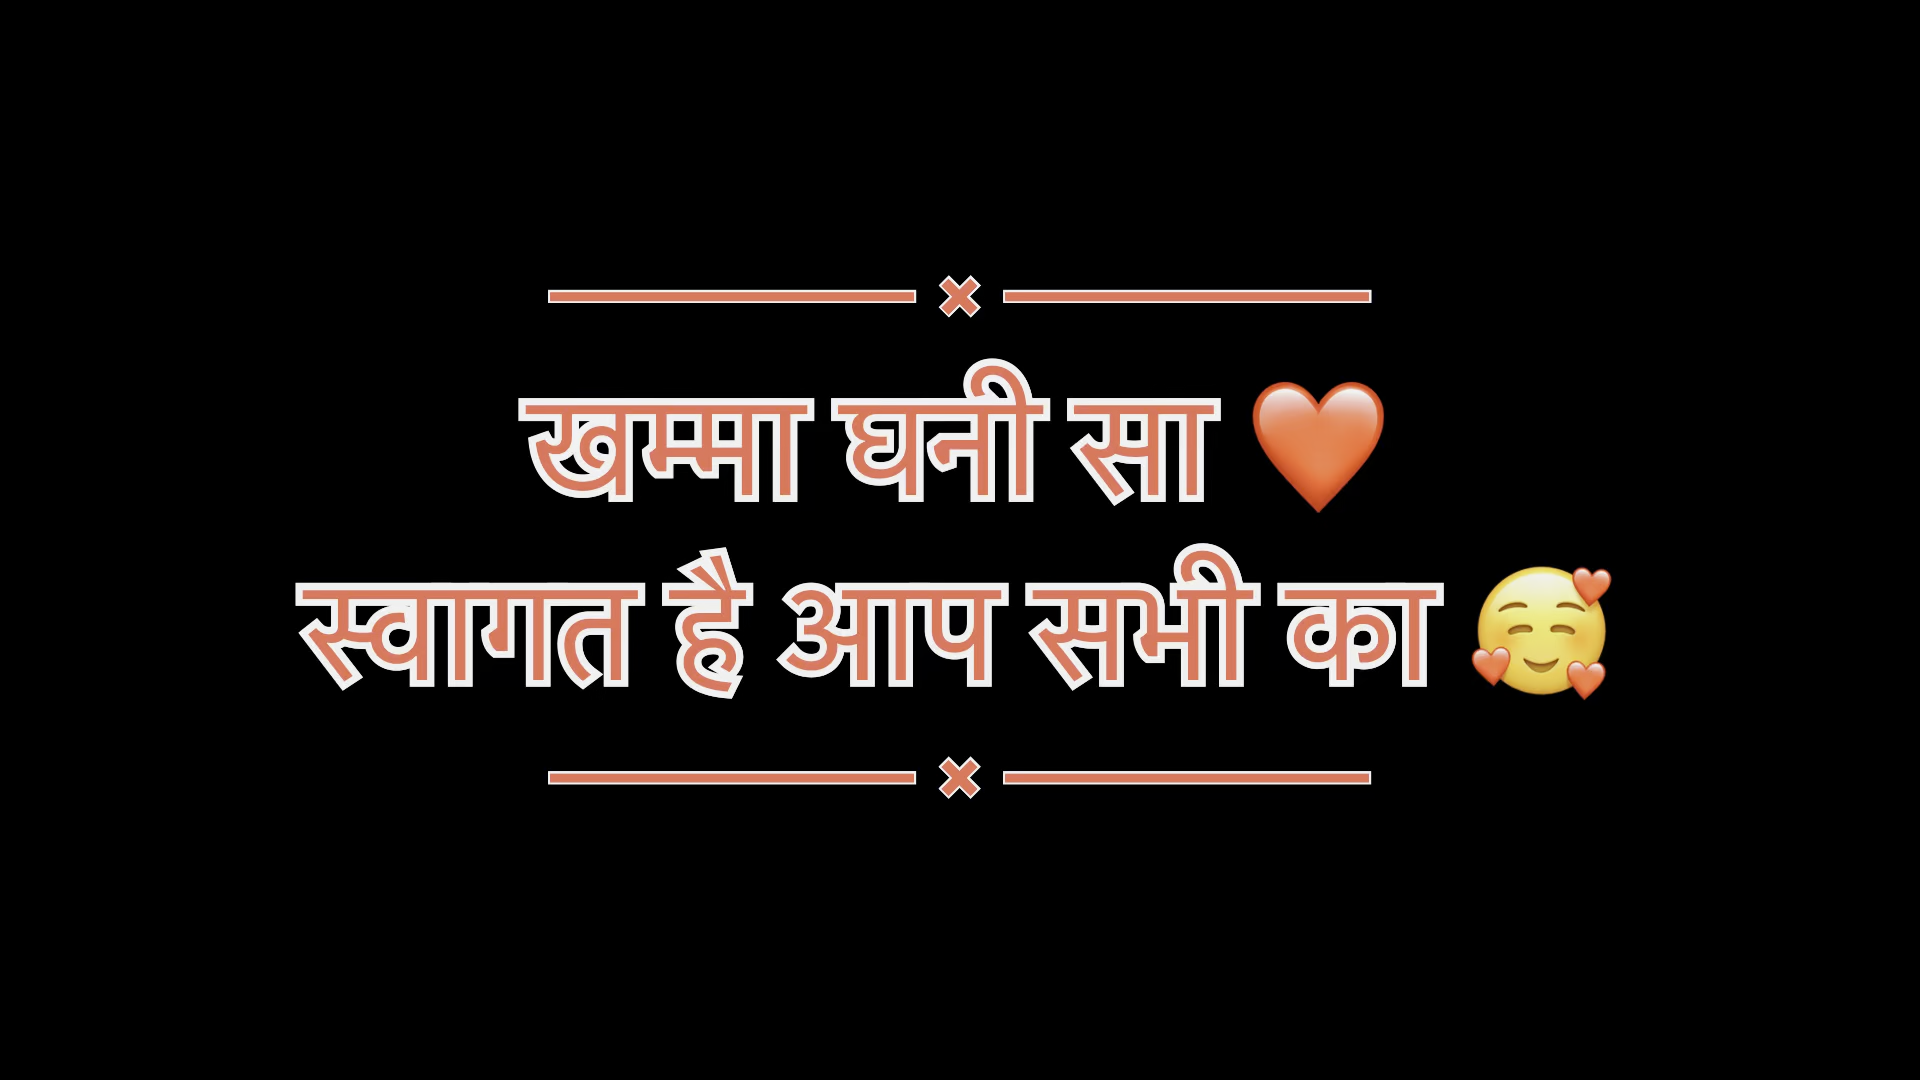 खम्मा घनी सा ❤️
स्वागत है आप सभी का 🥰